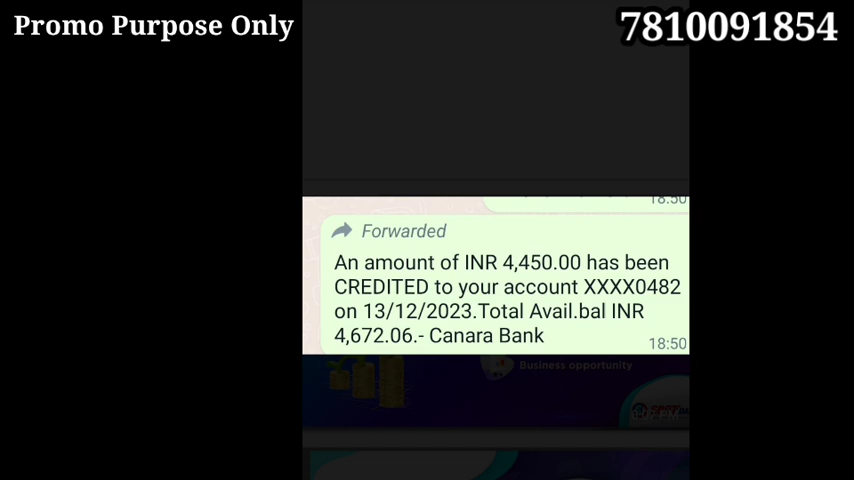 Promo Purpose Only
7810091854
18:50
Forwarded
An amount of INR 4,450.00 has been
CREDITED to your account XXXX0482
on 13/12/2023.Total Avail.bal INR
4,672.06.- Canara Bank
18:50
Business opportunity